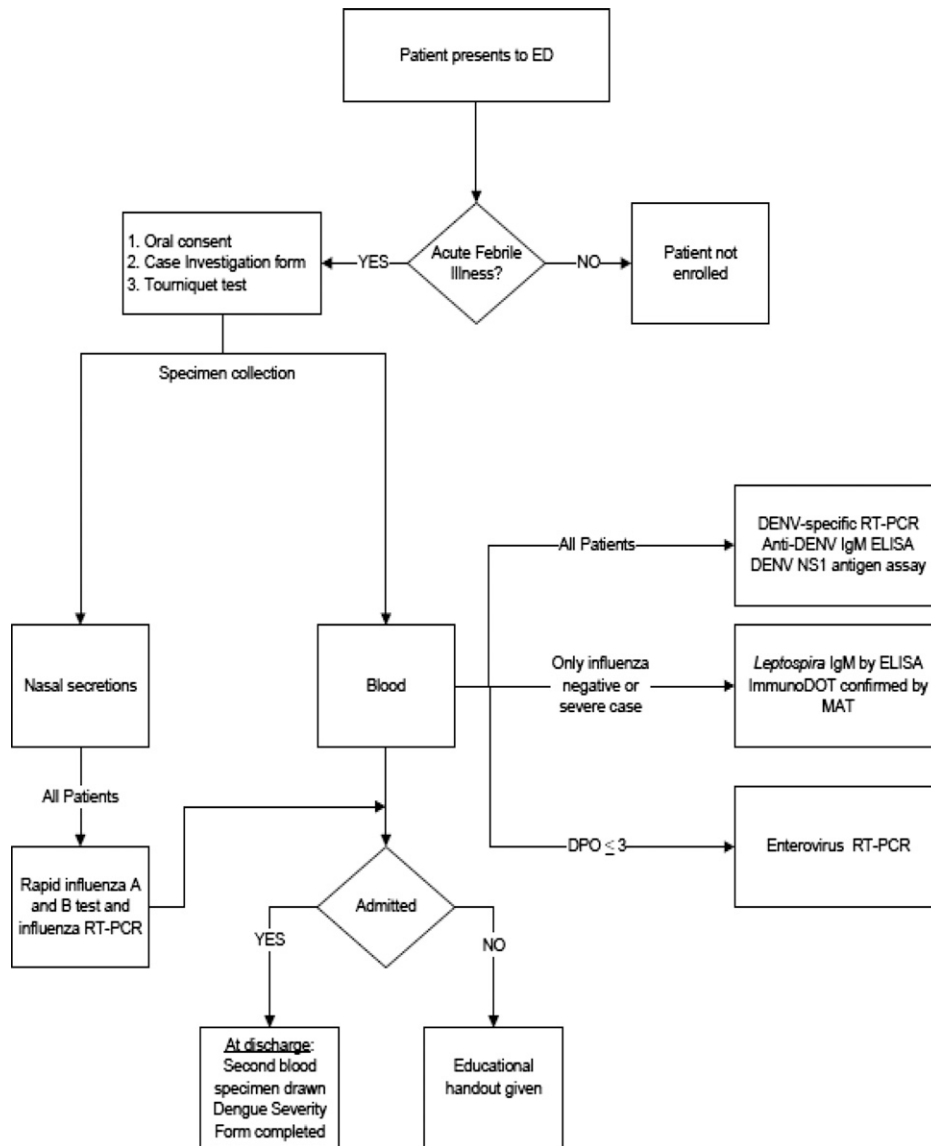 Patient presents to ED
1. Oral consent
2. Case Investigation form
3. Tourniquet test
YES
Acute Febrile
Illness?
NO
Patient not
enrolled
Specimen collection
All Patients
DENV-specific RT-PCR
Anti-DENV IgM ELISA
DENV NS1 antigen assay
Nasal secretions
Blood
Only influenza
negative or
severe case
Leptospira IgM by ELISA
ImmunoDOT confirmed by
MAT
All Patients
DPO ≤ 3
Enterovirus RT-PCR
Rapid influenza A
and B test and
influenza RT-PCR
Admitted
YES
NO
At discharge:
Second blood
specimen drawn
Dengue Severity
Form completed
Educational
handout given